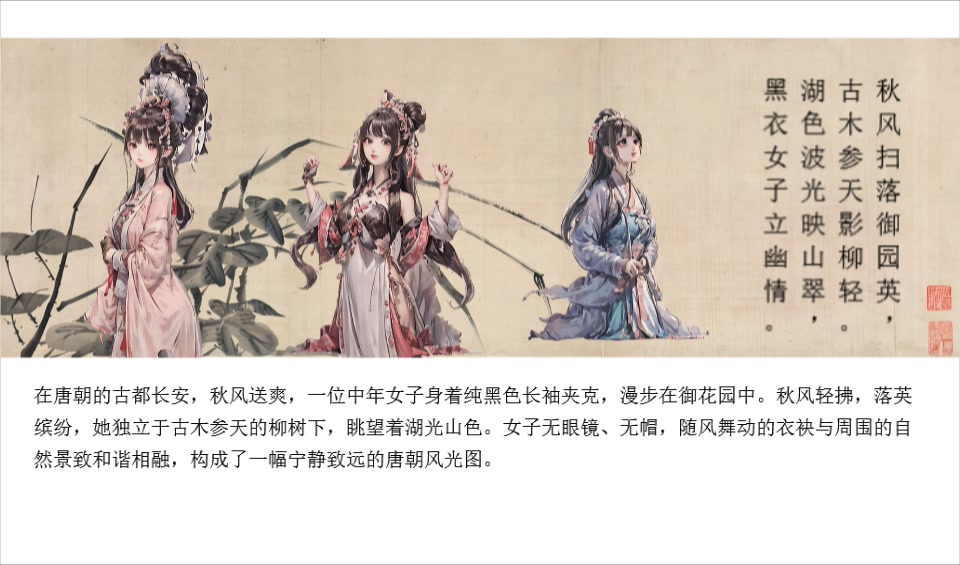 秋风扫落御园英，
古木参天影柳轻。
湖色波光映山翠，
黑衣女子立幽情。
在唐朝的古都长安，秋风送爽，一位中年女子身着纯黑色长袖夹克，漫步在御花园中。秋风轻拂，落英
缤纷，她独立于古木参天的柳树下，眺望着湖光山色。女子无眼镜、无帽，随风舞动的衣袂与周围的自
然景致和谐相融，构成了一幅宁静致远的唐朝风光图。